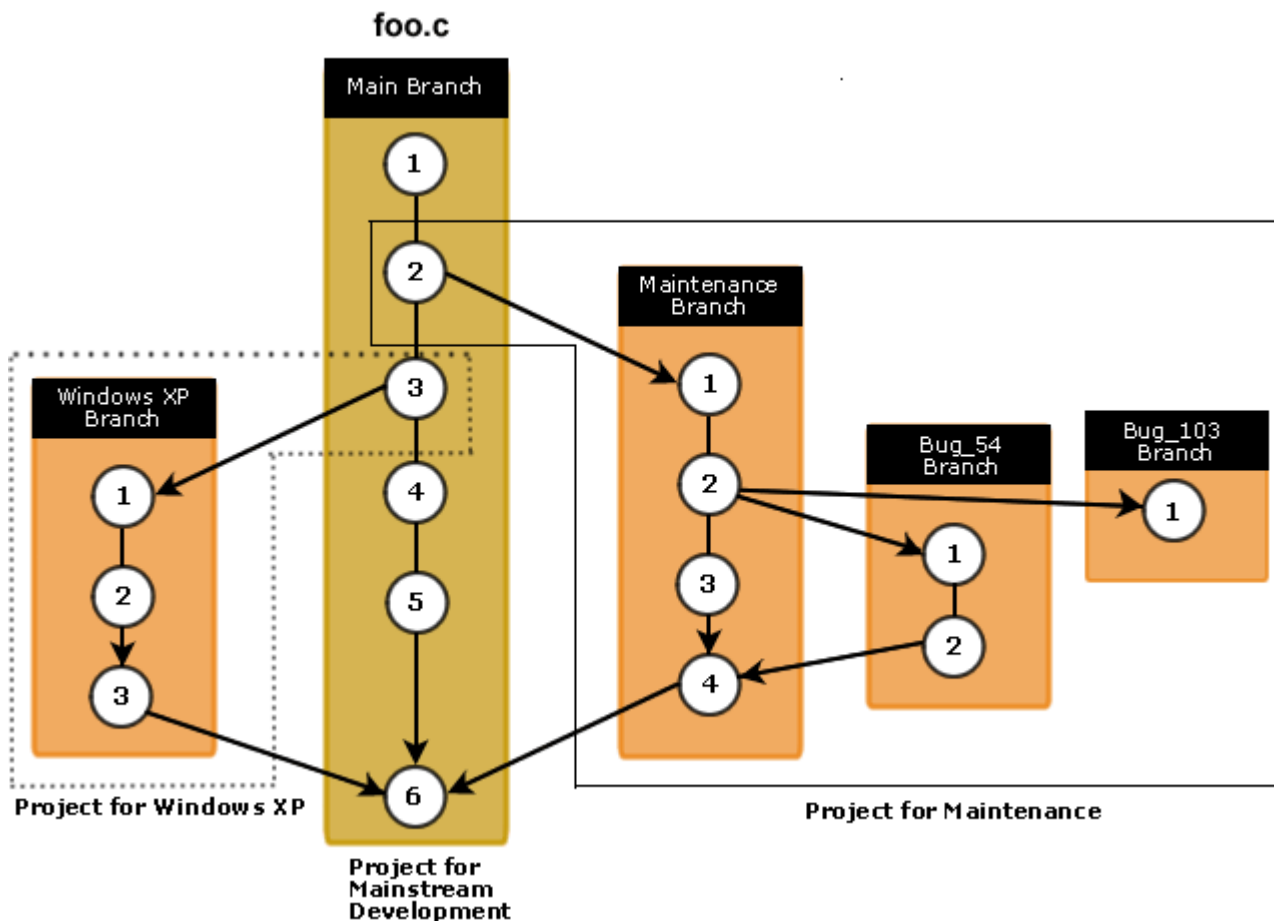 foo.c
Main Branch
1
2
3
4
5
6
Windows XP
Branch
1
2
3
Maintenance
Branch
1
2
3
4
Bug_54
Branch
1
2
Bug_103
Branch
1
Project for Windows XP
Project for
Mainstream
Development
Project for Maintenance